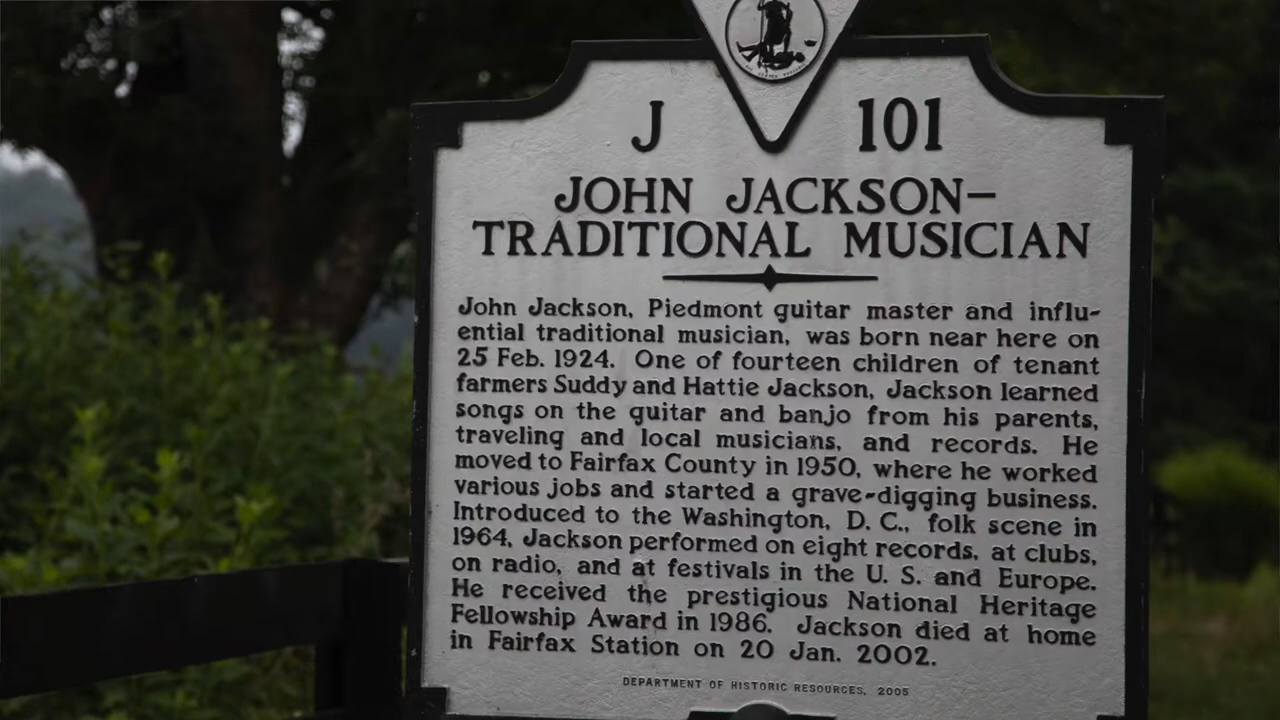 J 101
JOHN JACKSON–
TRADITIONAL MUSICIAN
John Jackson, Piedmont guitar master and influ-
ential traditional musician, was born near here on
25 Feb. 1924. One of fourteen children of tenant
farmers Suddy and Hattie Jackson, Jackson learned
songs on the guitar and banjo from his parents,
traveling and local musicians, and records. He
moved to Fairfax County in 1950, where he worked
various jobs and started a grave-digging business.
Introduced to the Washington, D. C., folk scene in
1964, Jackson performed on eight records, at clubs,
on radio, and at festivals in the U. S. and Europe.
He received the prestigious National Heritage
Fellowship Award in 1986. Jackson died at home
in Fairfax Station on 20 Jan. 2002.
DEPARTMENT OF HISTORIC RESOURCES, 2005